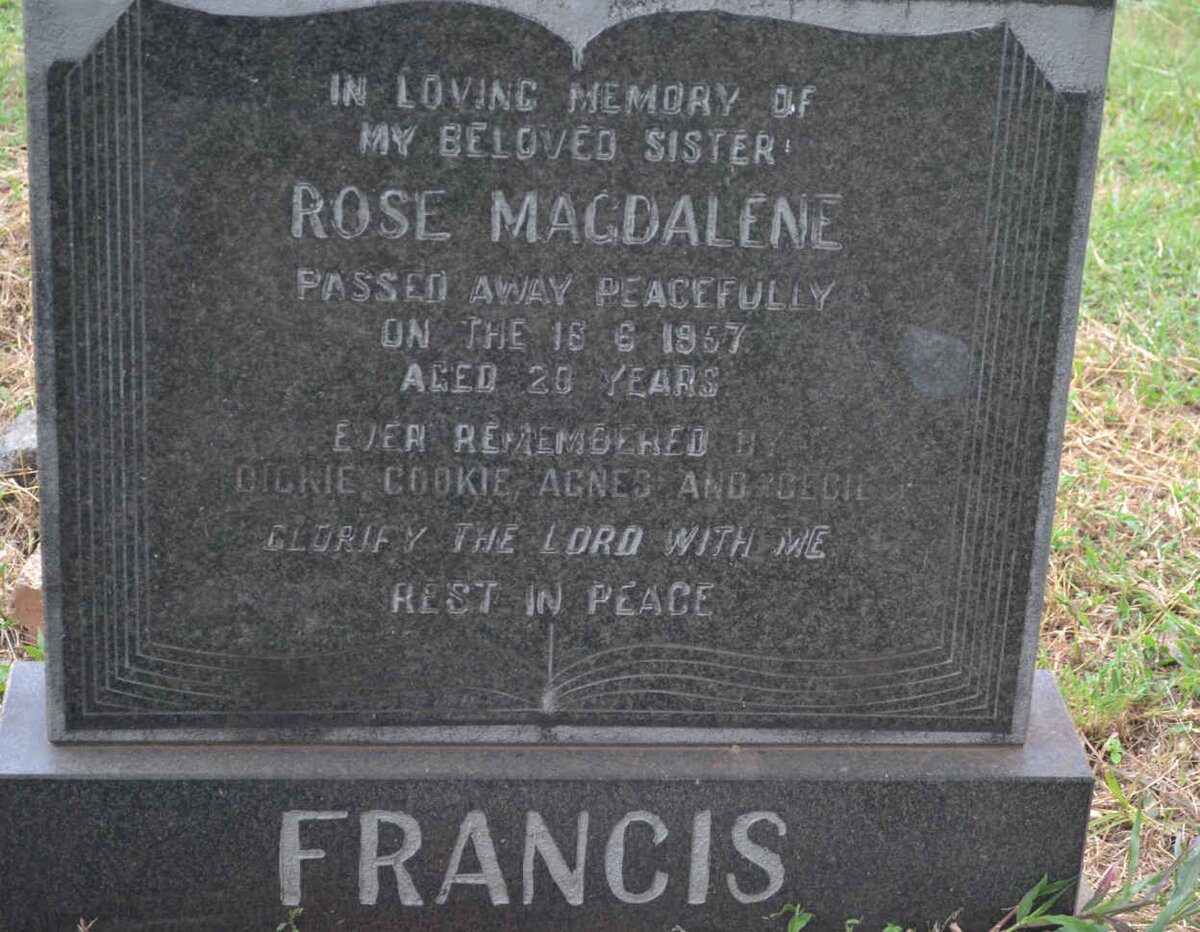 IN LOVING MEMORY OF
MY BELOVED SISTER
ROSE MAGDALENE
PASSED AWAY PEACEFULLY
ON THE 16 6 1957
AGED 20 YEARS
EVER REMEMBERED BY
DICKIE COOKIE, AGNES AND CECIL
GLORIFY THE LORD WITH ME
REST IN PEACE
FRANCIS